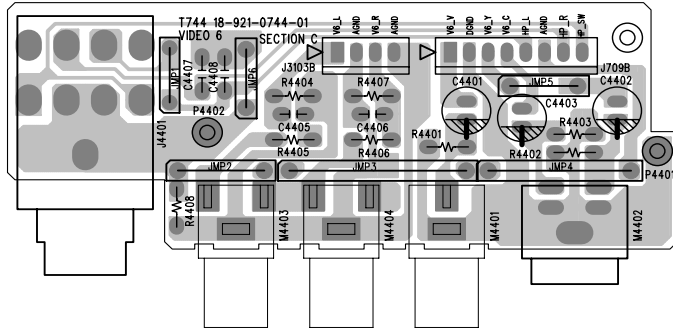 T744 18-921-0744-01
VIDEO 6
SECTION C
V6_L
AGND
V6_R
AGND
V6_V
DGND
V6_Y
V6_C
HP_L
AGND
HP_R
HP_SW
J3103B
J709B
JMP1
C4407
C4408
JMP6
R4404
R4407
C4401
JMP5
C4402
C4403
P4402
J4401
C4405
C4406
R4405
R4406
R4401
R4402
R4403
P4401
JMP2
JMP3
JMP4
R4408
M4403
M4404
M4401
M4402